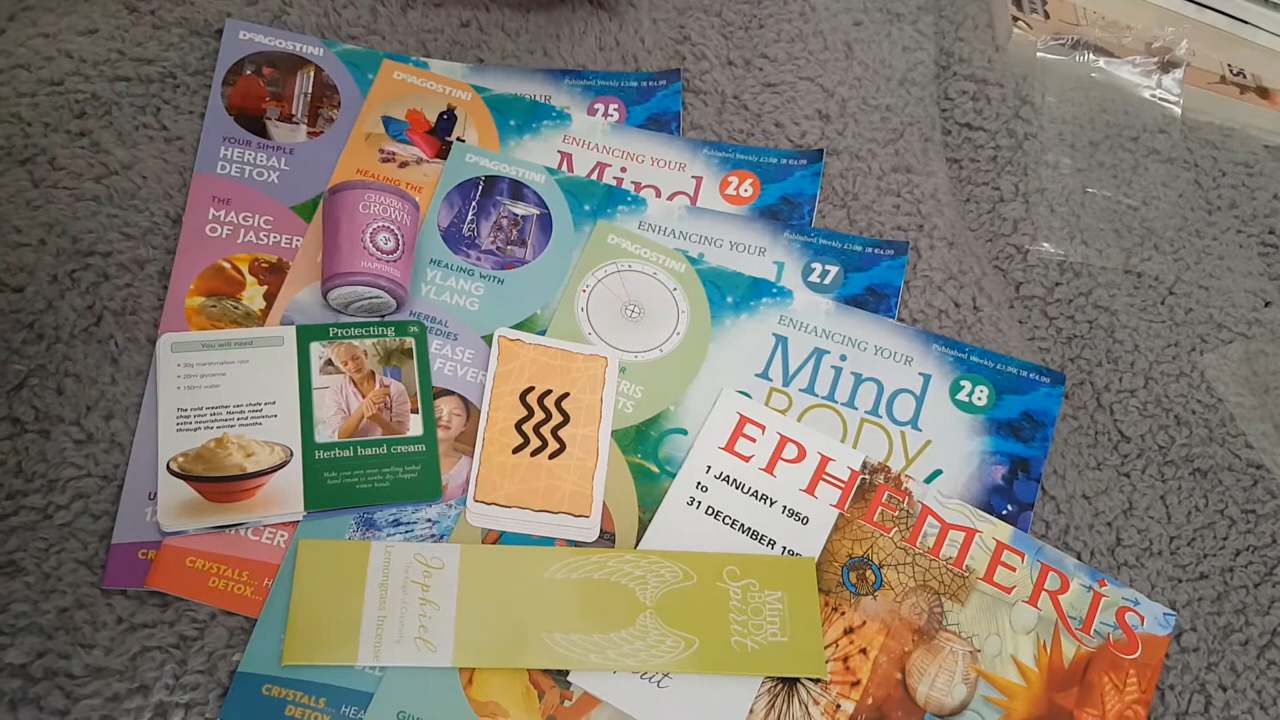 DeAGOSTINI
YOUR SIMPLE
HERBAL
DETOX
THE
MAGIC
OF JASPER
Published Weekly £3.99, IR €4.99
YOUR
25
DeAGOSTINI
HEALING THE
Published Weekly £3.99, IR €4.99
ENHANCING YOUR
Mind
26
CHAKRA
CROWN
HAPPINESS
DeAGOSTINI
HEALING WITH
YLANG
YLANG
HERBAL
FEVER
Published Weekly £3.99, IR €4.99
ENHANCING YOUR
27
DeAGOSTINI
Published Weekly £3.99, IR €4.99
ENHANCING YOUR
Mind
BODY
28
You will need
30g marshmallow root
20ml glycerine
150ml water
The cold weather can chafe and
chap your skin. Hands need
extra nourishment and moisture
through the winter months.
Protecting
35
Herbal hand cream
Make your own sweet-smelling herbal
hand cream to soothe dry, chapped
winter hands.
EPHEMERIS
1 JANUARY 1950
to
31 DECEMBER
CRYSTALS...
DETOX...
CRYSTALS...
DETOX
Jophiel
The Angel of Creativity
Lemongrass Incense
Mind
BODY
Spirit